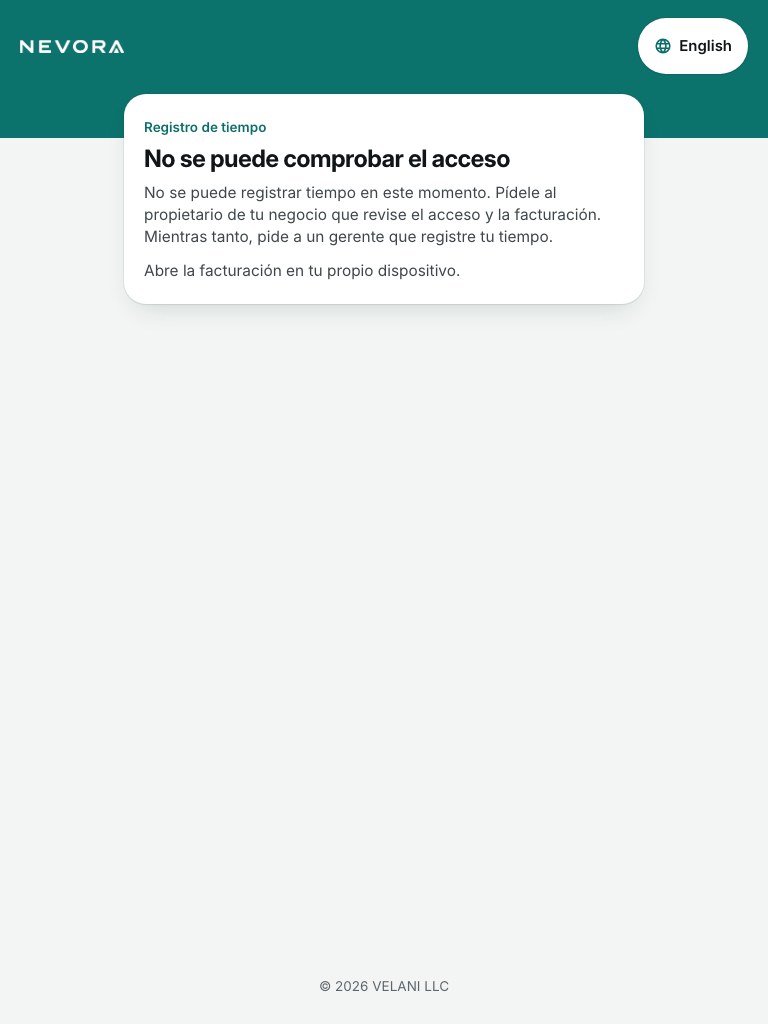 NEVORA
English
Registro de tiempo
No se puede comprobar el acceso
No se puede registrar tiempo en este momento. Pídele al
propietario de tu negocio que revise el acceso y la facturación.
Mientras tanto, pide a un gerente que registre tu tiempo.
Abre la facturación en tu propio dispositivo.
© 2026 VELANI LLC